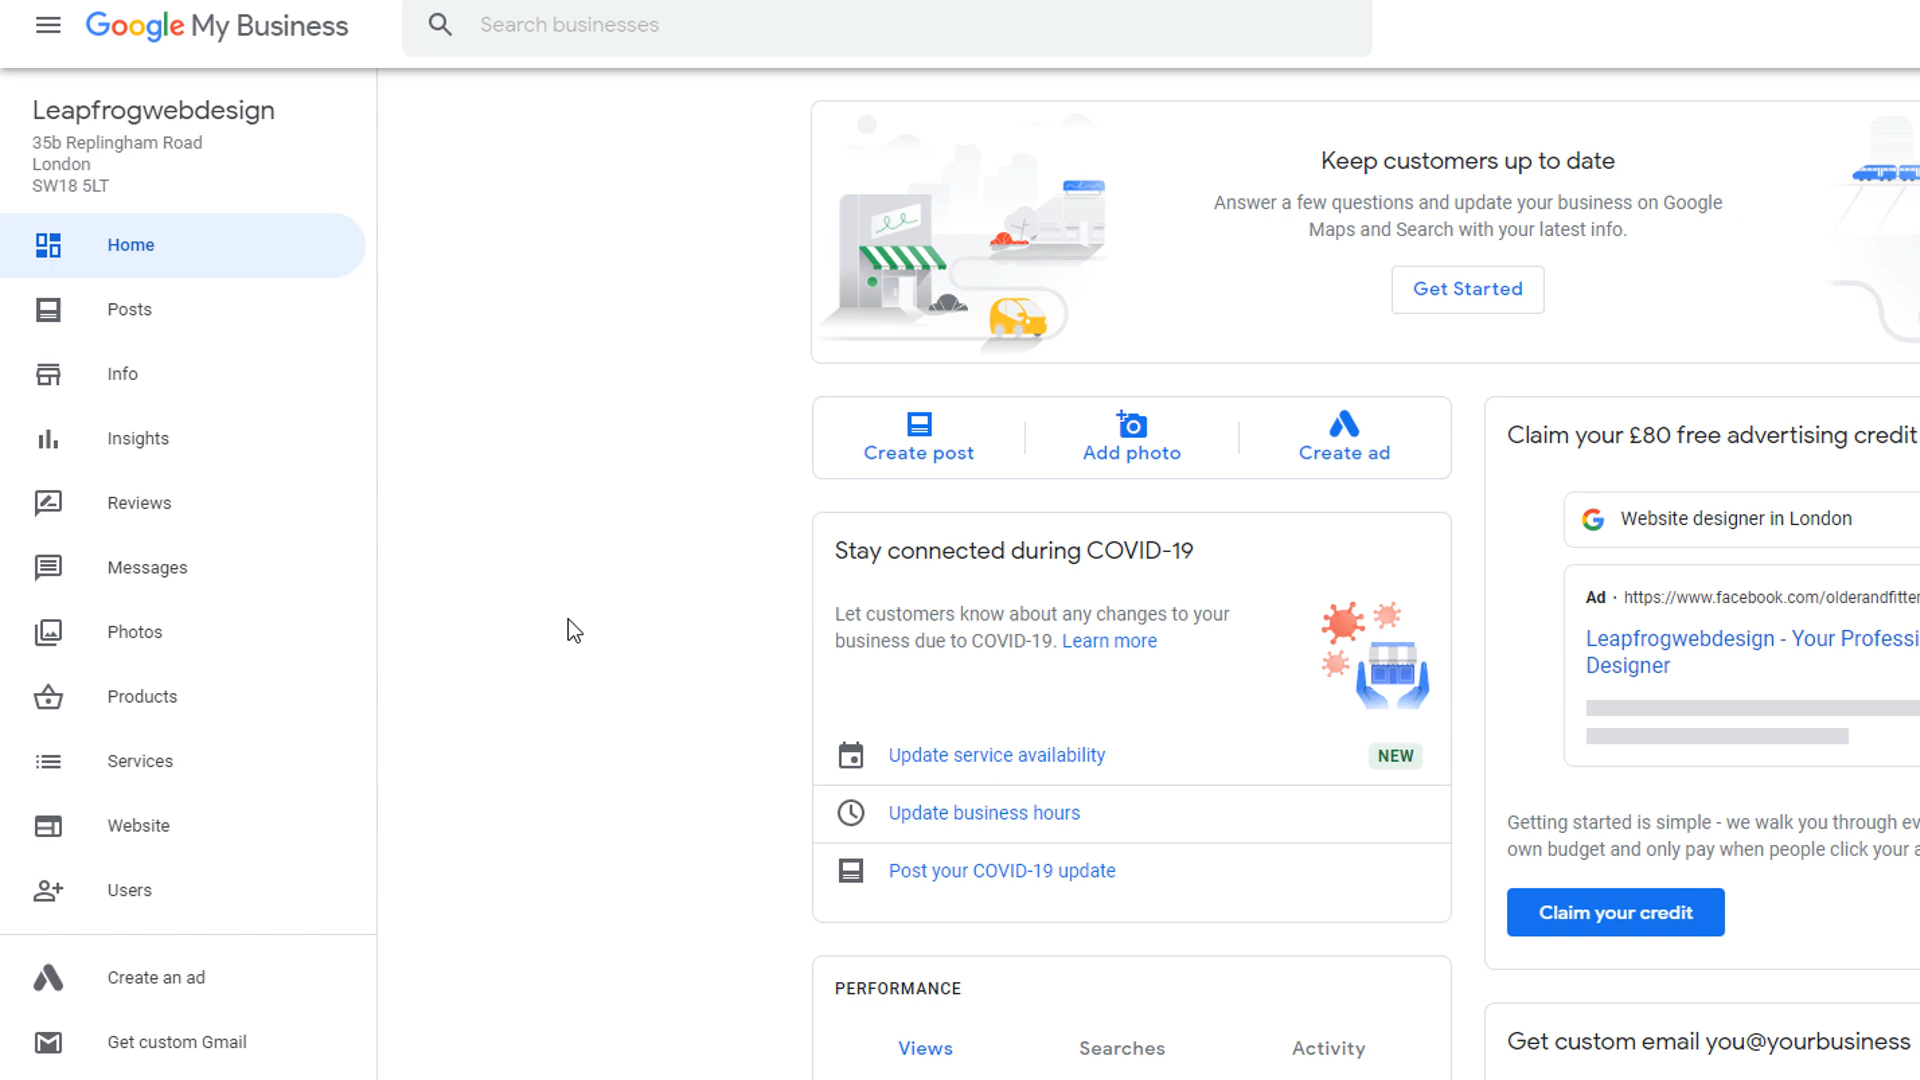 Google My Business
Search businesses
Leapfrogwebdesign
35b Replingham Road
London
SW18 5LT
Home
Posts
Info
Insights
Reviews
Messages
Photos
Products
Services
Website
Users
Create an ad
Get custom Gmail
Keep customers up to date
Answer a few questions and update your business on Google
Maps and Search with your latest info.
Get Started
Create post
Add photo
Create ad
Stay connected during COVID-19
Let customers know about any changes to your
business due to COVID-19. Learn more
Update service availability
NEW
Update business hours
Post your COVID-19 update
PERFORMANCE
Views
Searches
Activity
Claim your £80 free advertising credit
Website designer in London
Ad · https://www.facebook.com/olderandfitter
Leapfrogwebdesign - Your Professi
Designer
Getting started is simple - we walk you through ev
own budget and only pay when people click your a
Claim your credit
Get custom email you@yourbusiness